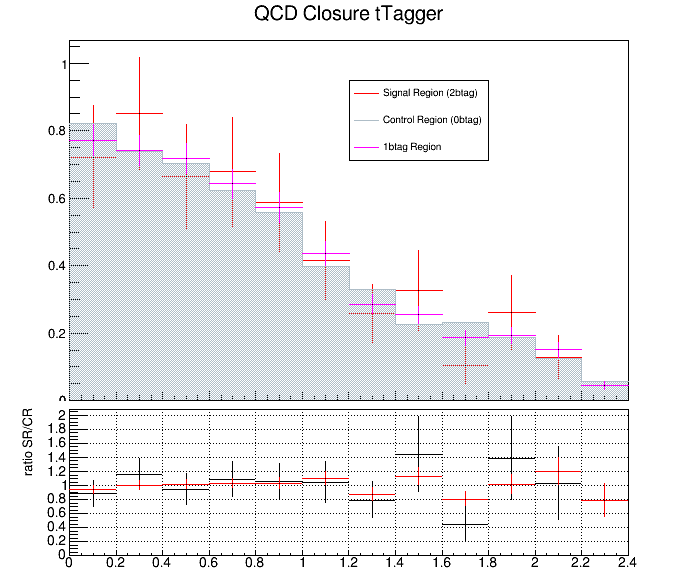 QCD Closure tTagger
1
0.8
0.6
0.4
0.2
0
Signal Region (2btag)
Control Region (0btag)
1btag Region
ratio SR/CR
2
1.8
1.6
1.4
1.2
1
0.8
0.6
0.4
0.2
0
0 0.2 0.4 0.6 0.8 1 1.2 1.4 1.6 1.8 2 2.2 2.4